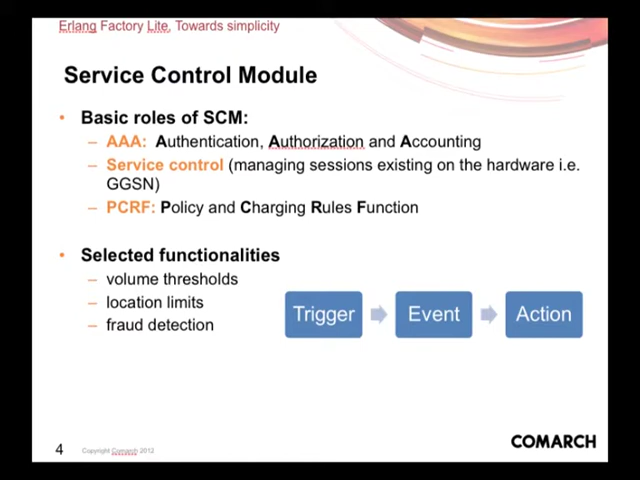 Erlang Factory Lite, Towards simplicity
Service Control Module
• Basic roles of SCM:
– AAA: Authentication, Authorization and Accounting
– Service control (managing sessions existing on the hardware i.e.
GGSN)
– PCRF: Policy and Charging Rules Function
• Selected functionalities
– volume thresholds
– location limits
– fraud detection
Trigger Event Action
4 Copyright Comarch 2012
COMARCH